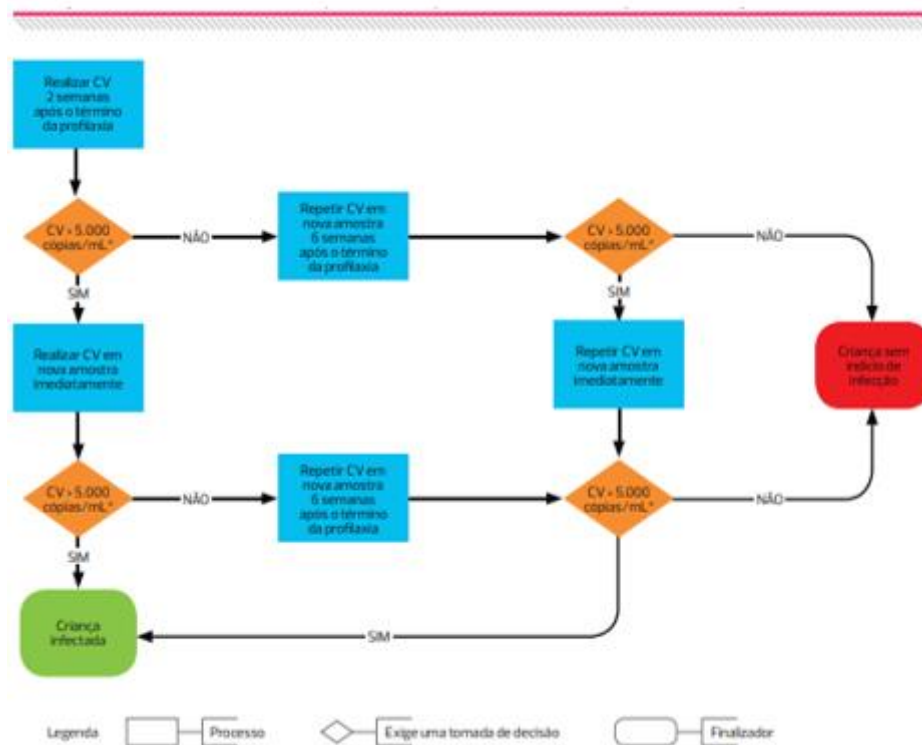 Realizar CV
2 semanas
após o término
da profilaxia
CV > 5.000
cópias/mL*
NÃO
Repetir CV em
nova amostra
6 semanas
após o término
da profilaxia
CV > 5.000
cópias/mL*
NÃO
SIM
SIM
Realizar CV em
nova amostra
imediatamente
Repetir CV em
nova amostra
imediatamente
Criança sem
indício de
infecção
CV > 5.000
cópias/mL*
NÃO
Repetir CV em
nova amostra
6 semanas
após o término
da profilaxia
CV > 5.000
cópias/mL*
NÃO
SIM
Criança
infectada
SIM
Legenda
Processo
Exige uma tomada de decisão
Finalizador